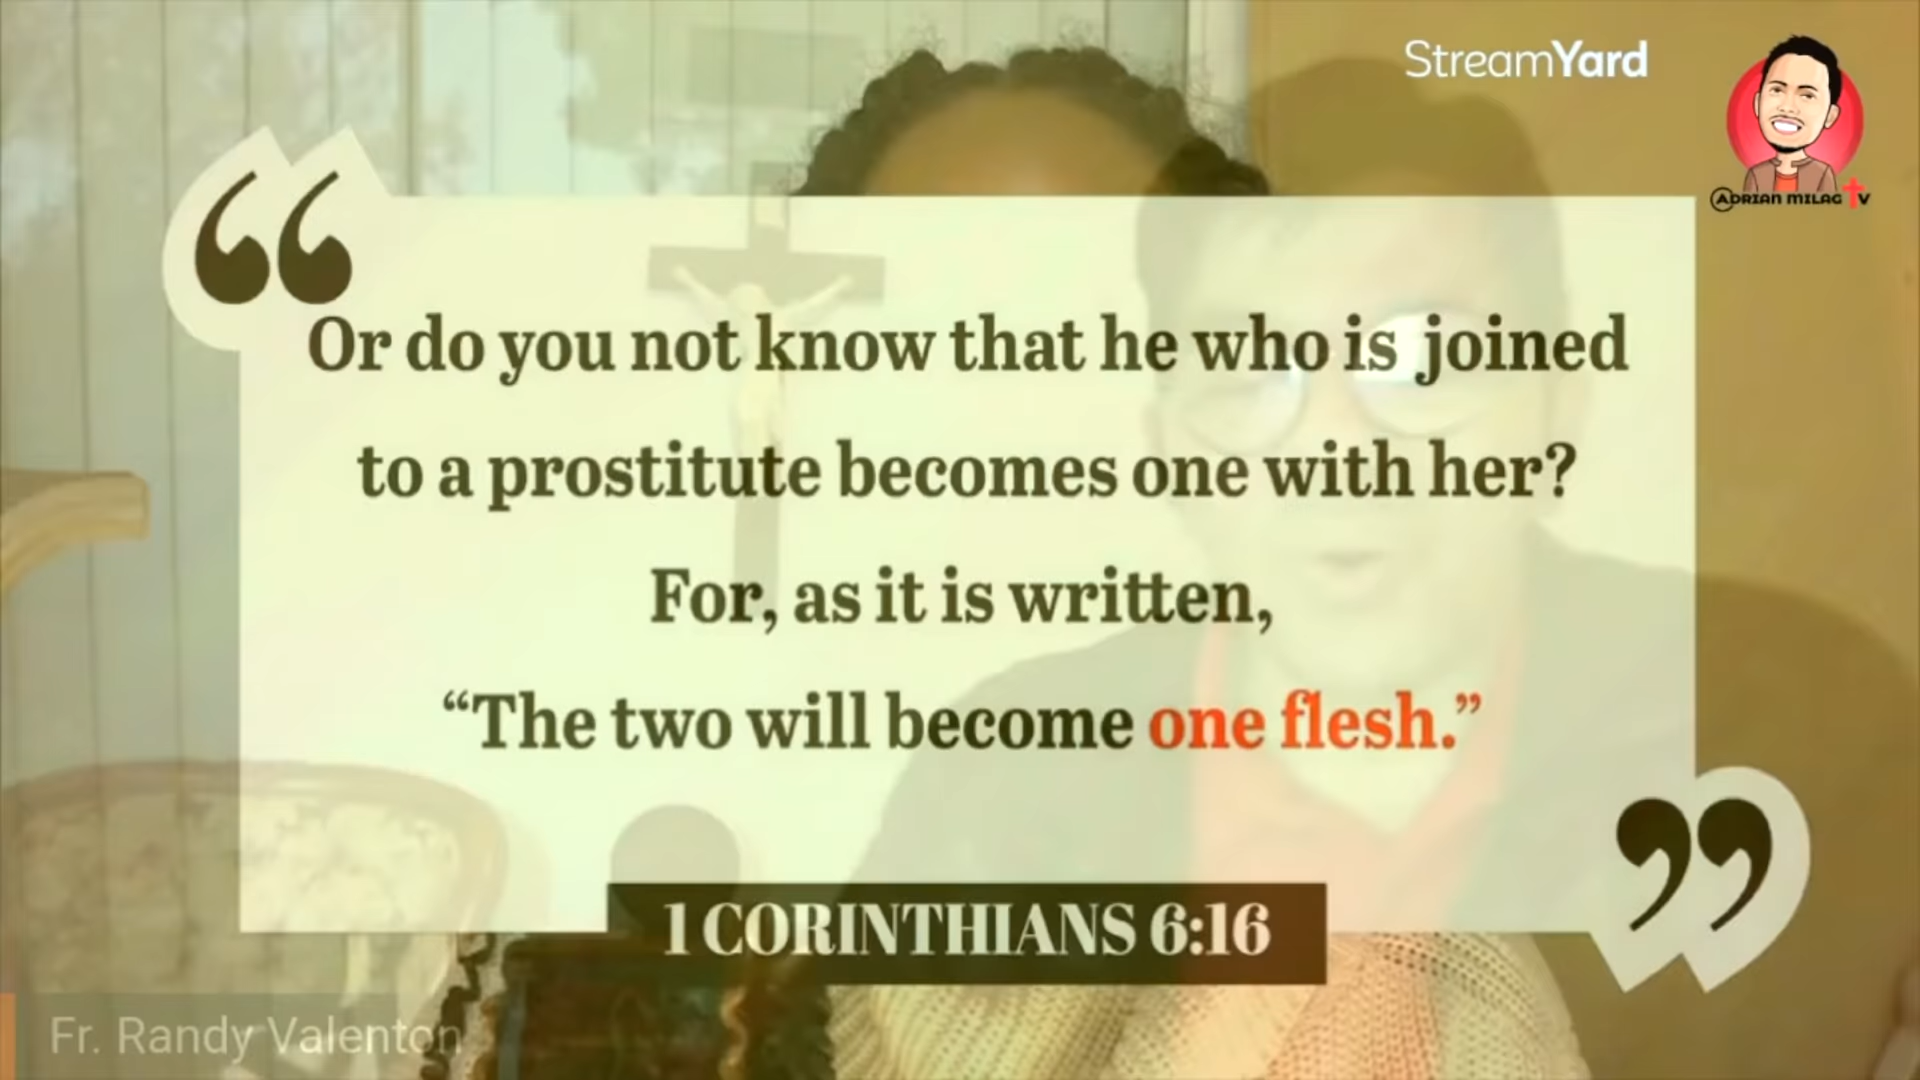 StreamYard
ADRIAN MILAG TV
Or do you not know that he who is joined
to a prostitute becomes one with her?
For, as it is written,
“The two will become one flesh.”
1 CORINTHIANS 6:16
Fr. Randy Valenton